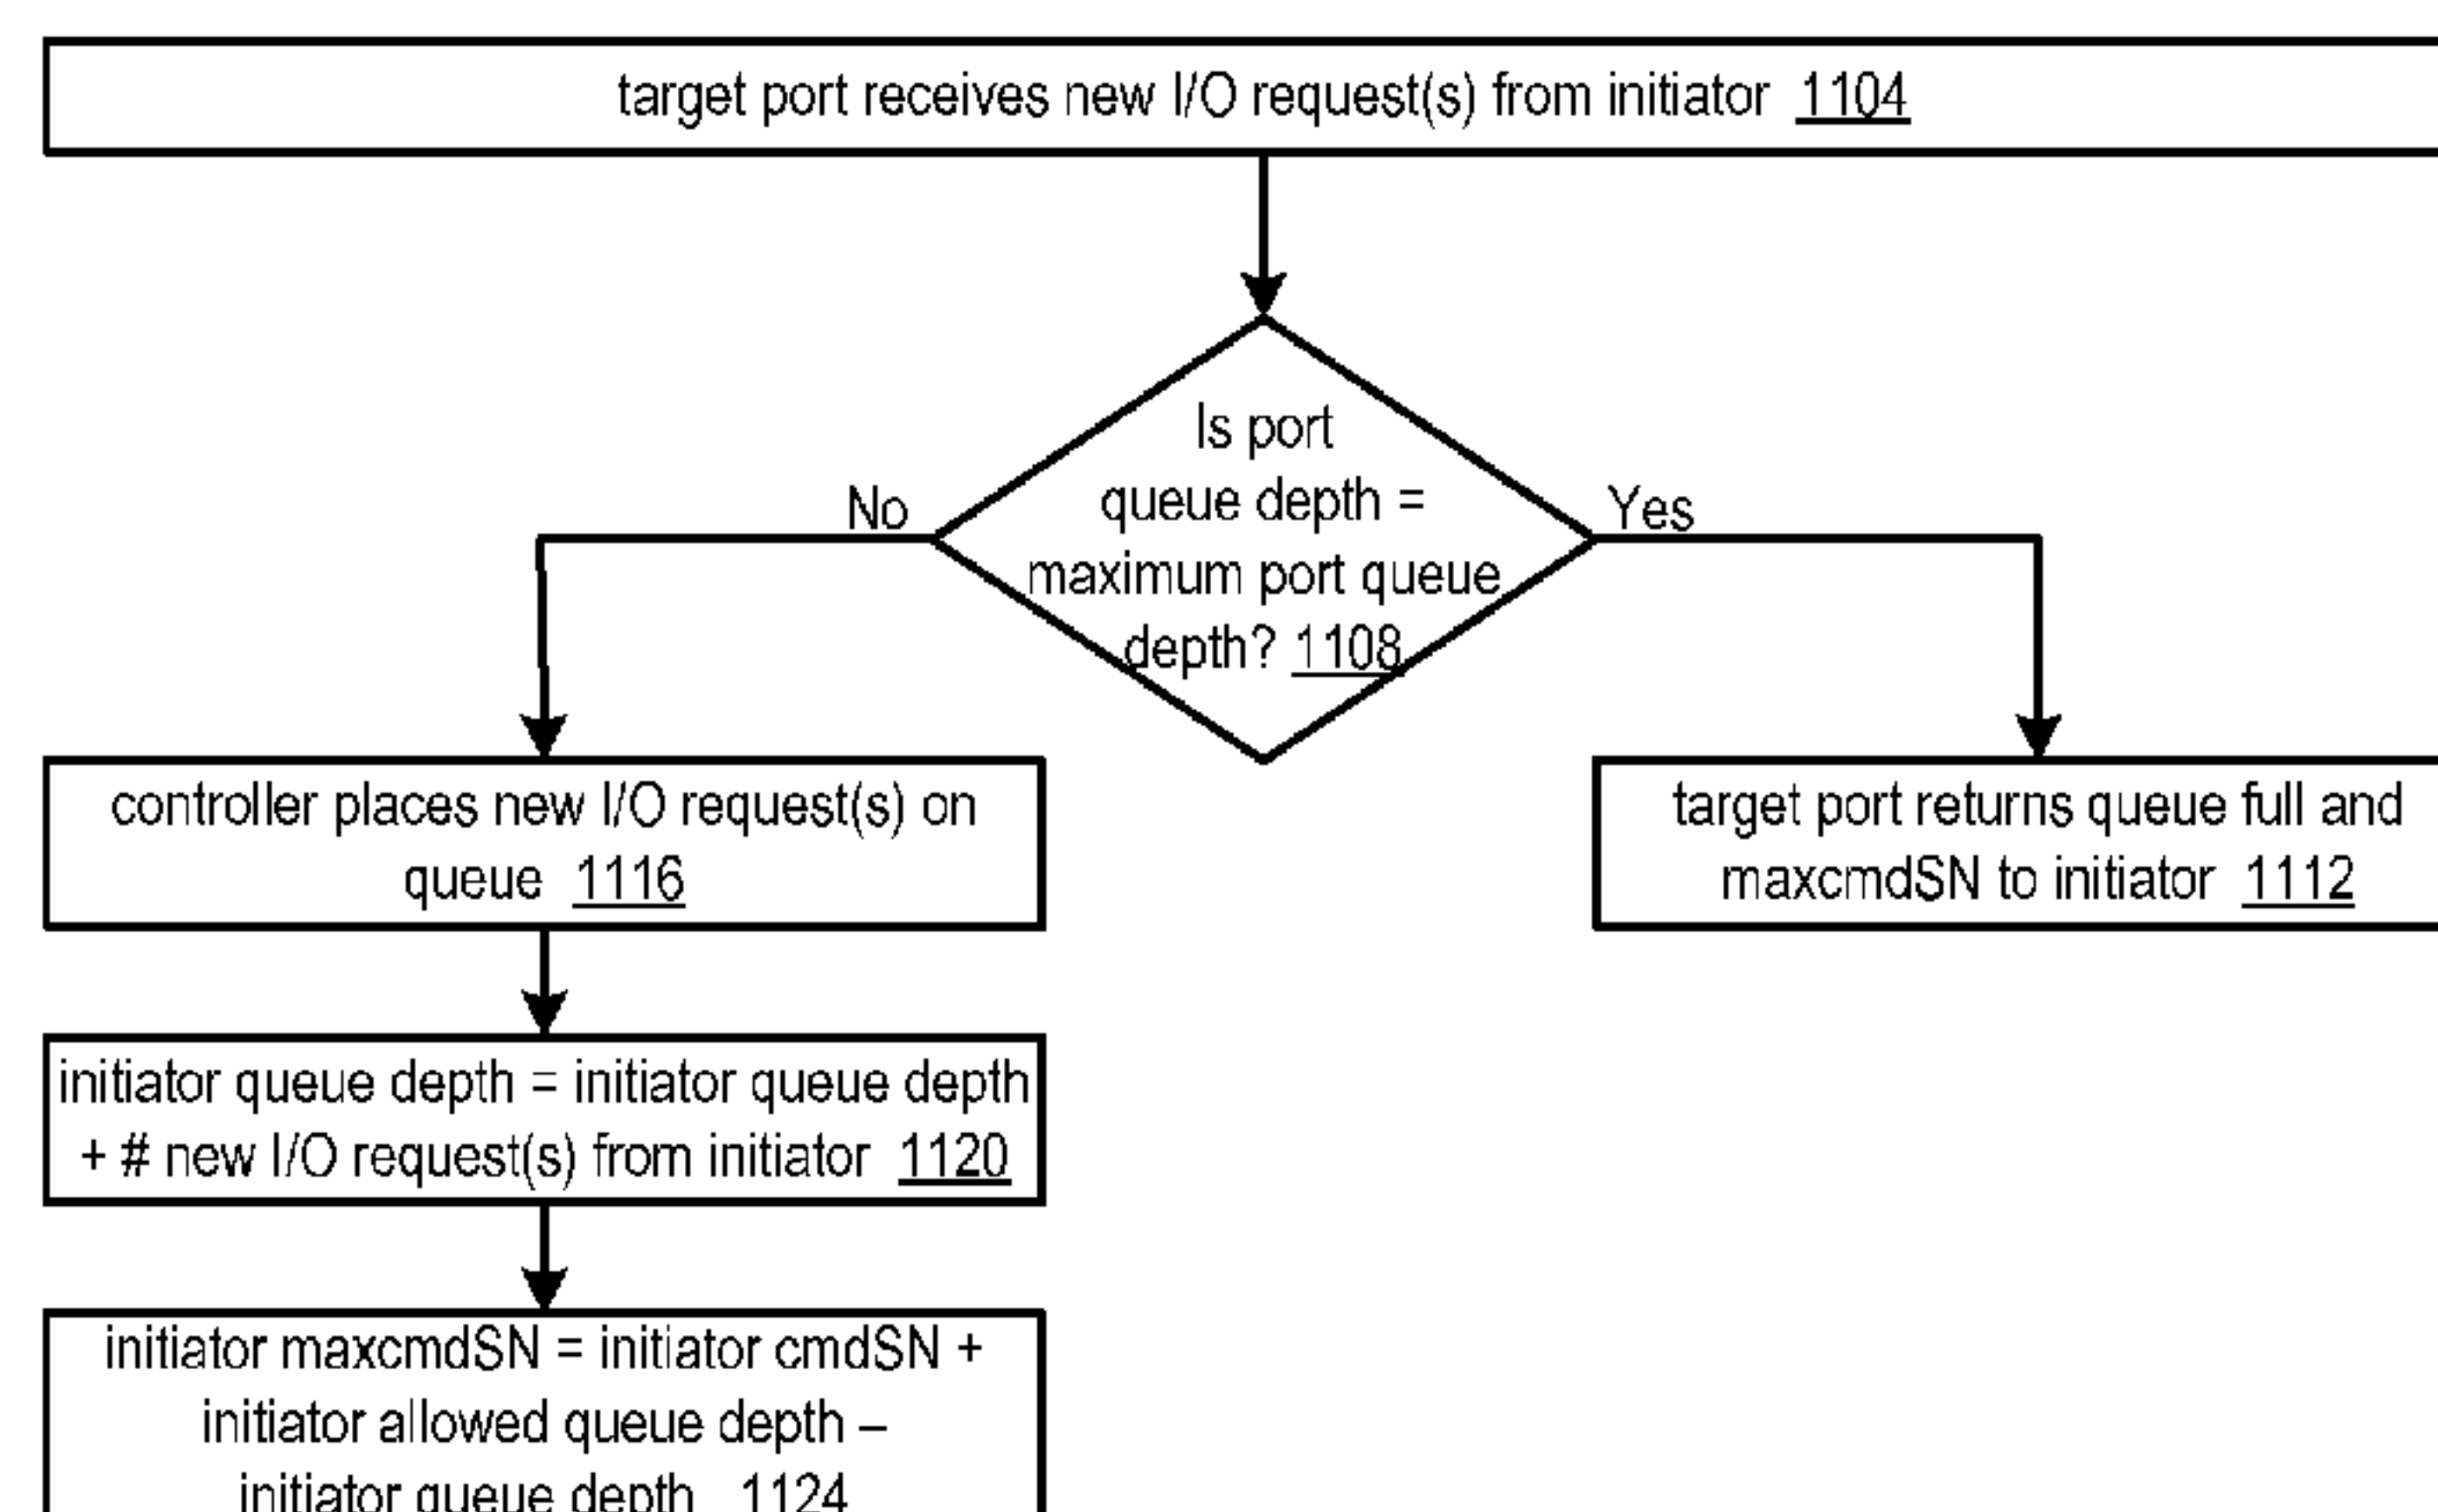 target port receives new I/O request(s) from initiator 1104
Is port
queue depth =
maximum port queue
depth? 1108
No
Yes
controller places new I/O request(s) on
queue 1116
target port returns queue full and
maxcmdSN to initiator 1112
initiator queue depth = initiator queue depth
+ # new I/O request(s) from initiator 1120
initiator maxcmdSN = initiator cmdSN +
initiator allowed queue depth –
initiator queue depth 1124